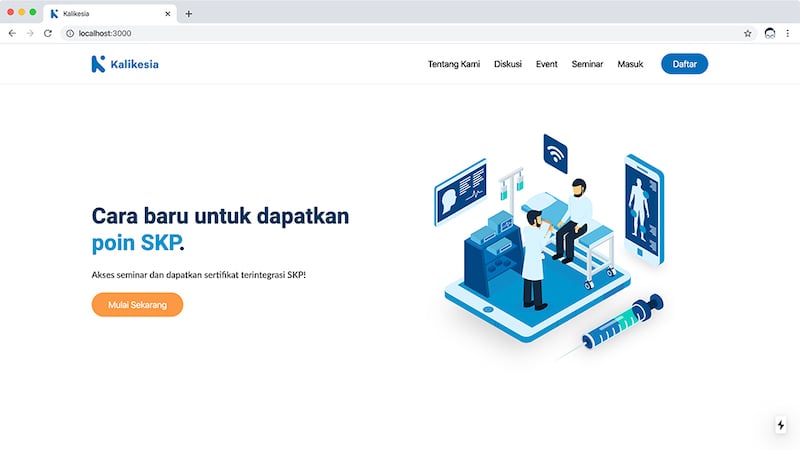 Kalikesia
localhost:3000
Kalikesia
Tentang Kami Diskusi Event Seminar Masuk Daftar
Cara baru untuk dapatkan
poin SKP.
Akses seminar dan dapatkan sertifikat terintegrasi SKP!
Mulai Sekarang